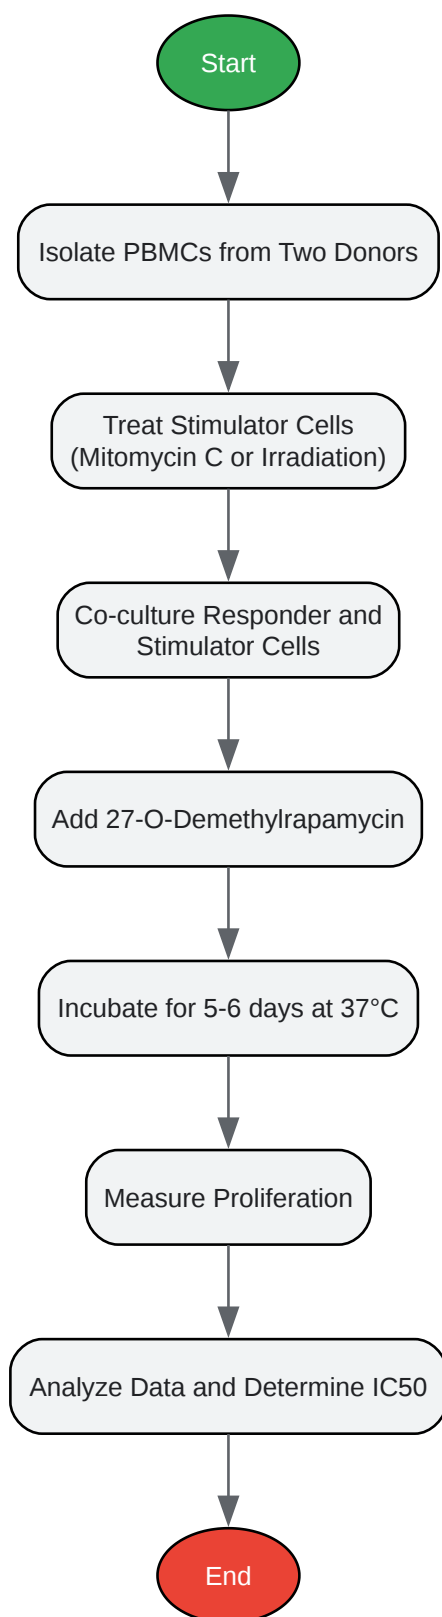 Start
Isolate PBMCs from Two Donors
Treat Stimulator Cells
(Mitomycin C or Irradiation)
Co-culture Responder and
Stimulator Cells
Add 27-O-Demethylrapamycin
Incubate for 5-6 days at 37°C
Measure Proliferation
Analyze Data and Determine IC50
End